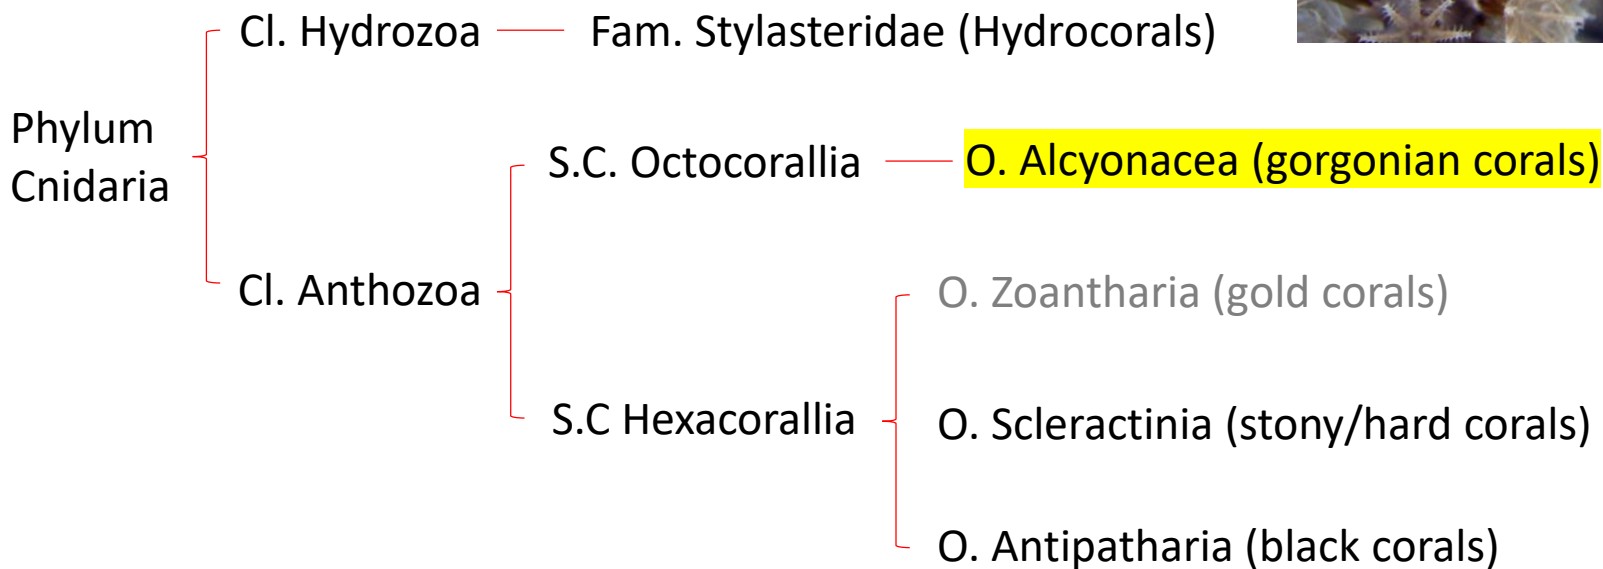 Cl. Hydrozoa
Fam. Stylasteridae (Hydrocorals)
Phylum
Cnidaria
S.C. Octocorallia
O. Alcyonacea (gorgonian corals)
Cl. Anthozoa
O. Zoantharia (gold corals)
S.C Hexacorallia
O. Scleractinia (stony/hard corals)
O. Antipatharia (black corals)